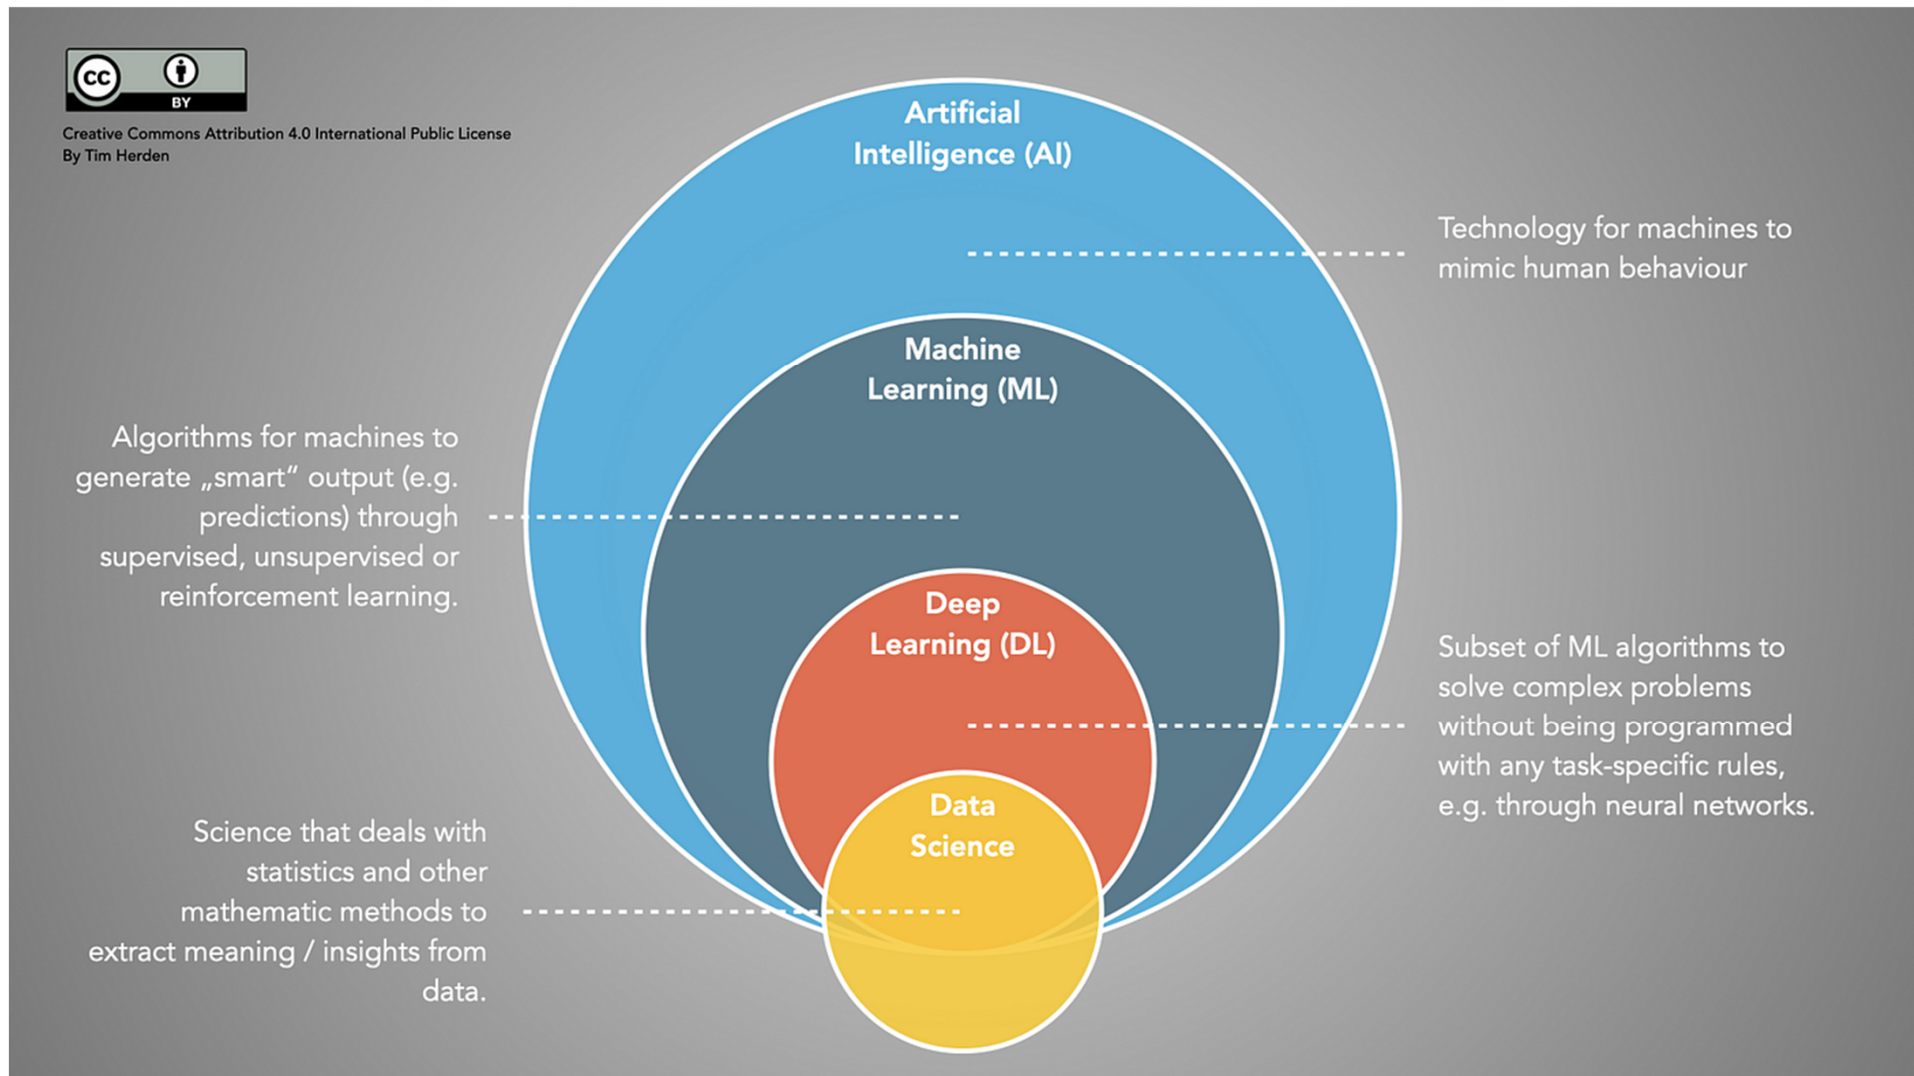 cc
BY
Creative Commons Attribution 4.0 International Public License
By Tim Herden
Artificial
Intelligence (AI)
Technology for machines to
mimic human behaviour
Machine
Learning (ML)
Algorithms for machines to
generate „smart“ output (e.g.
predictions) through
supervised, unsupervised or
reinforcement learning.
Deep
Learning (DL)
Subset of ML algorithms to
solve complex problems
without being programmed
with any task-specific rules,
e.g. through neural networks.
Data
Science
Science that deals with
statistics and other
mathematic methods to
extract meaning / insights from
data.